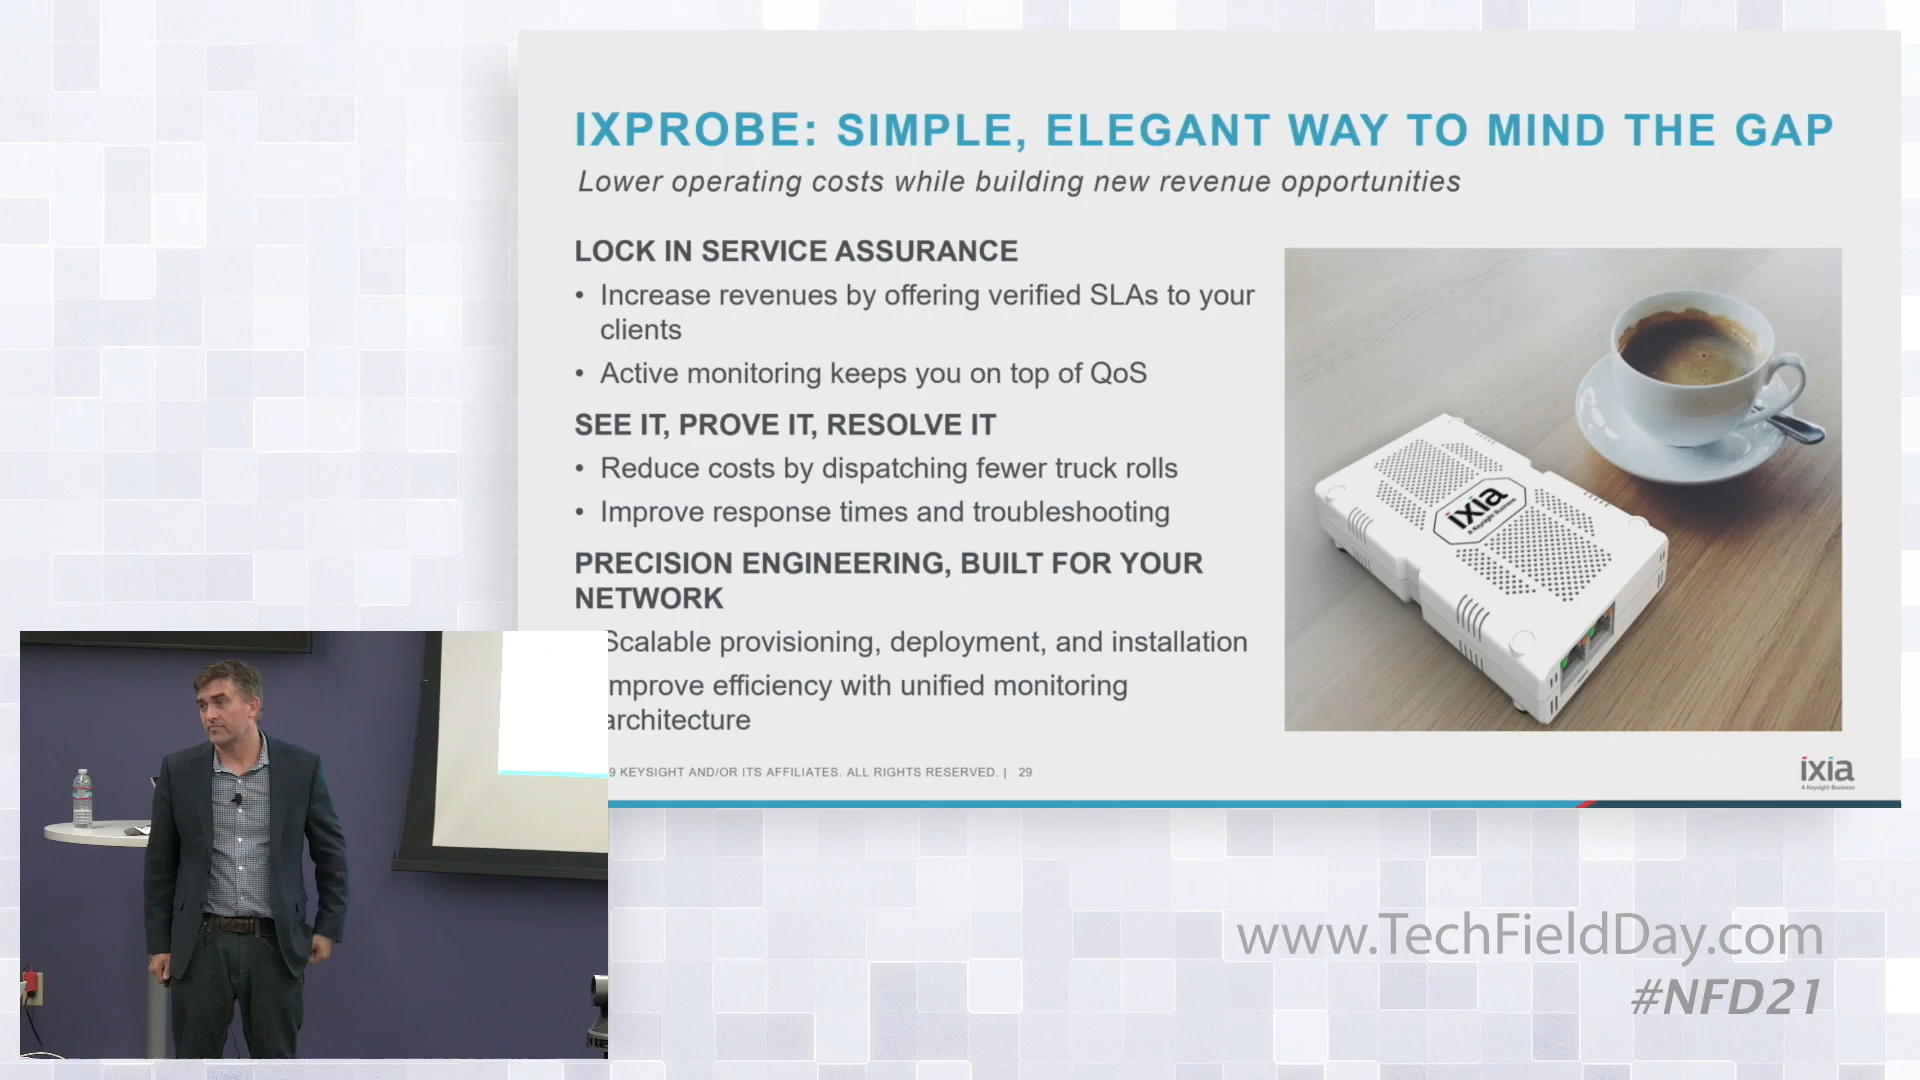 IXPROBE: SIMPLE, ELEGANT WAY TO MIND THE GAP
Lower operating costs while building new revenue opportunities
LOCK IN SERVICE ASSURANCE
• Increase revenues by offering verified SLAs to your
clients
• Active monitoring keeps you on top of QoS
SEE IT, PROVE IT, RESOLVE IT
• Reduce costs by dispatching fewer truck rolls
• Improve response times and troubleshooting
PRECISION ENGINEERING, BUILT FOR YOUR
NETWORK
Scalable provisioning, deployment, and installation
mprove efficiency with unified monitoring
architecture
9 KEYSIGHT AND/OR ITS AFFILIATES. ALL RIGHTS RESERVED. | 29
ixia
A Keysight Business
ixia
A Keysight Business
www.TechFieldDay.com
#NFD21